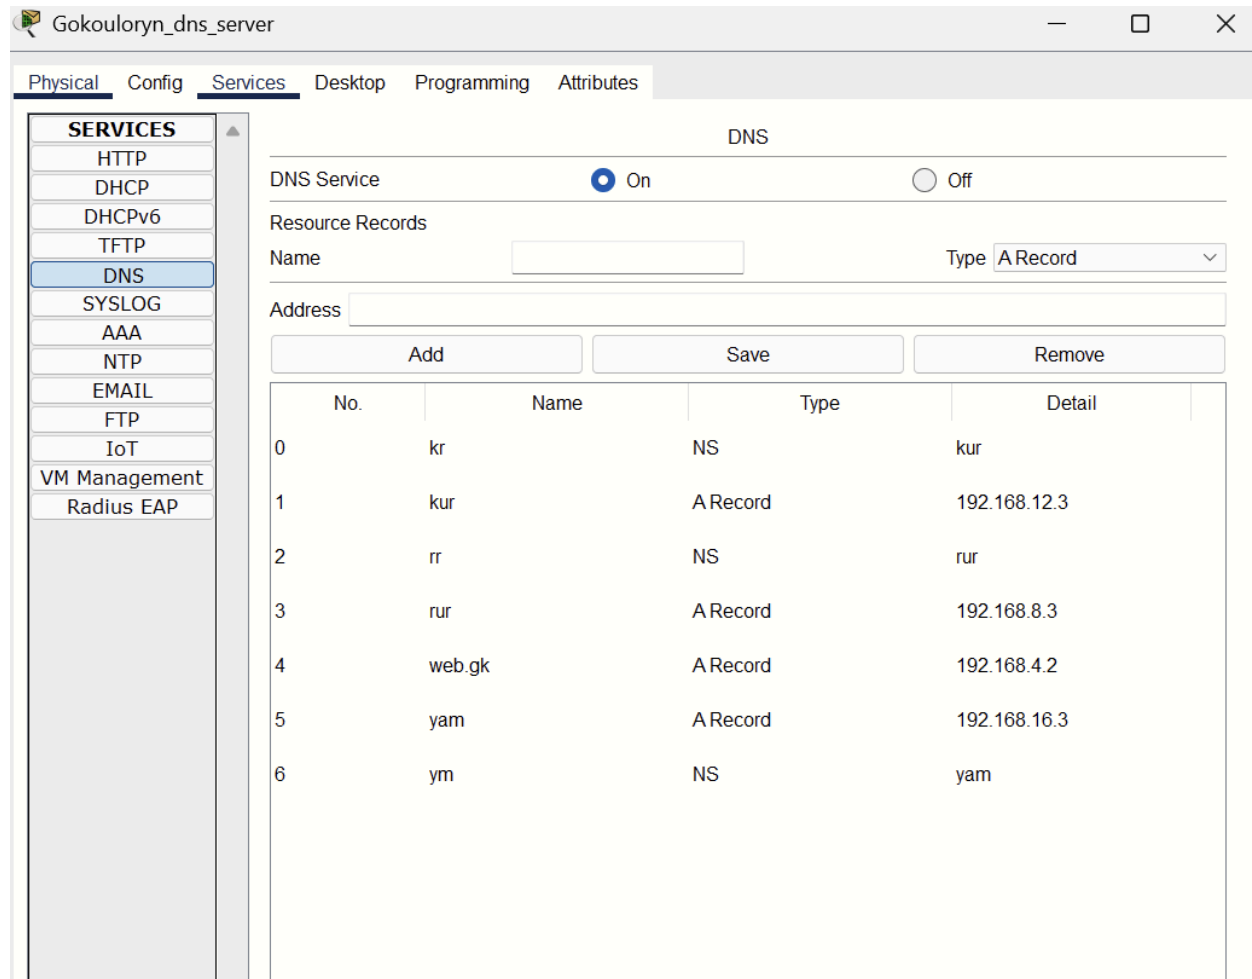 Gokouloryn_dns_server
Physical Config Services Desktop Programming Attributes
SERVICES
HTTP
DHCP
DHCPv6
TFTP
DNS
SYSLOG
AAA
NTP
EMAIL
FTP
IoT
VM Management
Radius EAP
DNS
DNS Service On Off
Resource Records
Name Type A Record
Address
Add Save Remove
No. Name Type Detail
0 kr NS kur
1 kur A Record 192.168.12.3
2 rr NS rur
3 rur A Record 192.168.8.3
4 web.gk A Record 192.168.4.2
5 yam A Record 192.168.16.3
6 ym NS yam